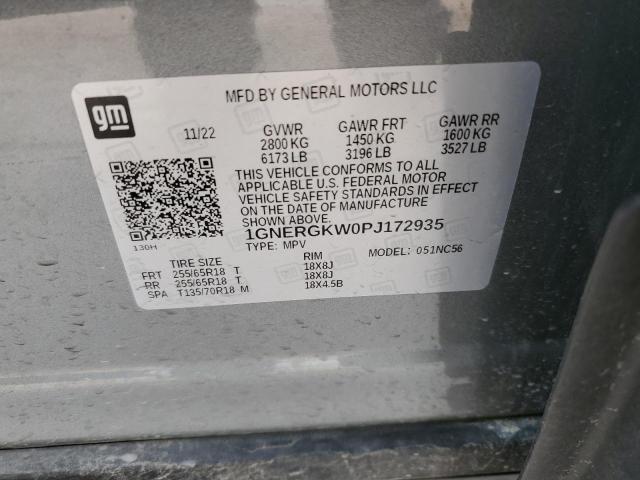 gm
MFD BY GENERAL MOTORS LLC
11/22 GVWR GAWR FRT GAWR RR
2800 KG 1450 KG 1600 KG
6173 LB 3196 LB 3527 LB
THIS VEHICLE CONFORMS TO ALL
APPLICABLE U.S. FEDERAL MOTOR
VEHICLE SAFETY STANDARDS IN EFFECT
ON THE DATE OF MANUFACTURE
SHOWN ABOVE.
1GNERGKW0PJ172935
130H
TYPE: MPV MODEL: 051NC56
TIRE SIZE RIM
FRT 255/65R18 T 18X8J
RR 255/65R18 T 18X8J
SPA T135/70R18 M 18X4.5B